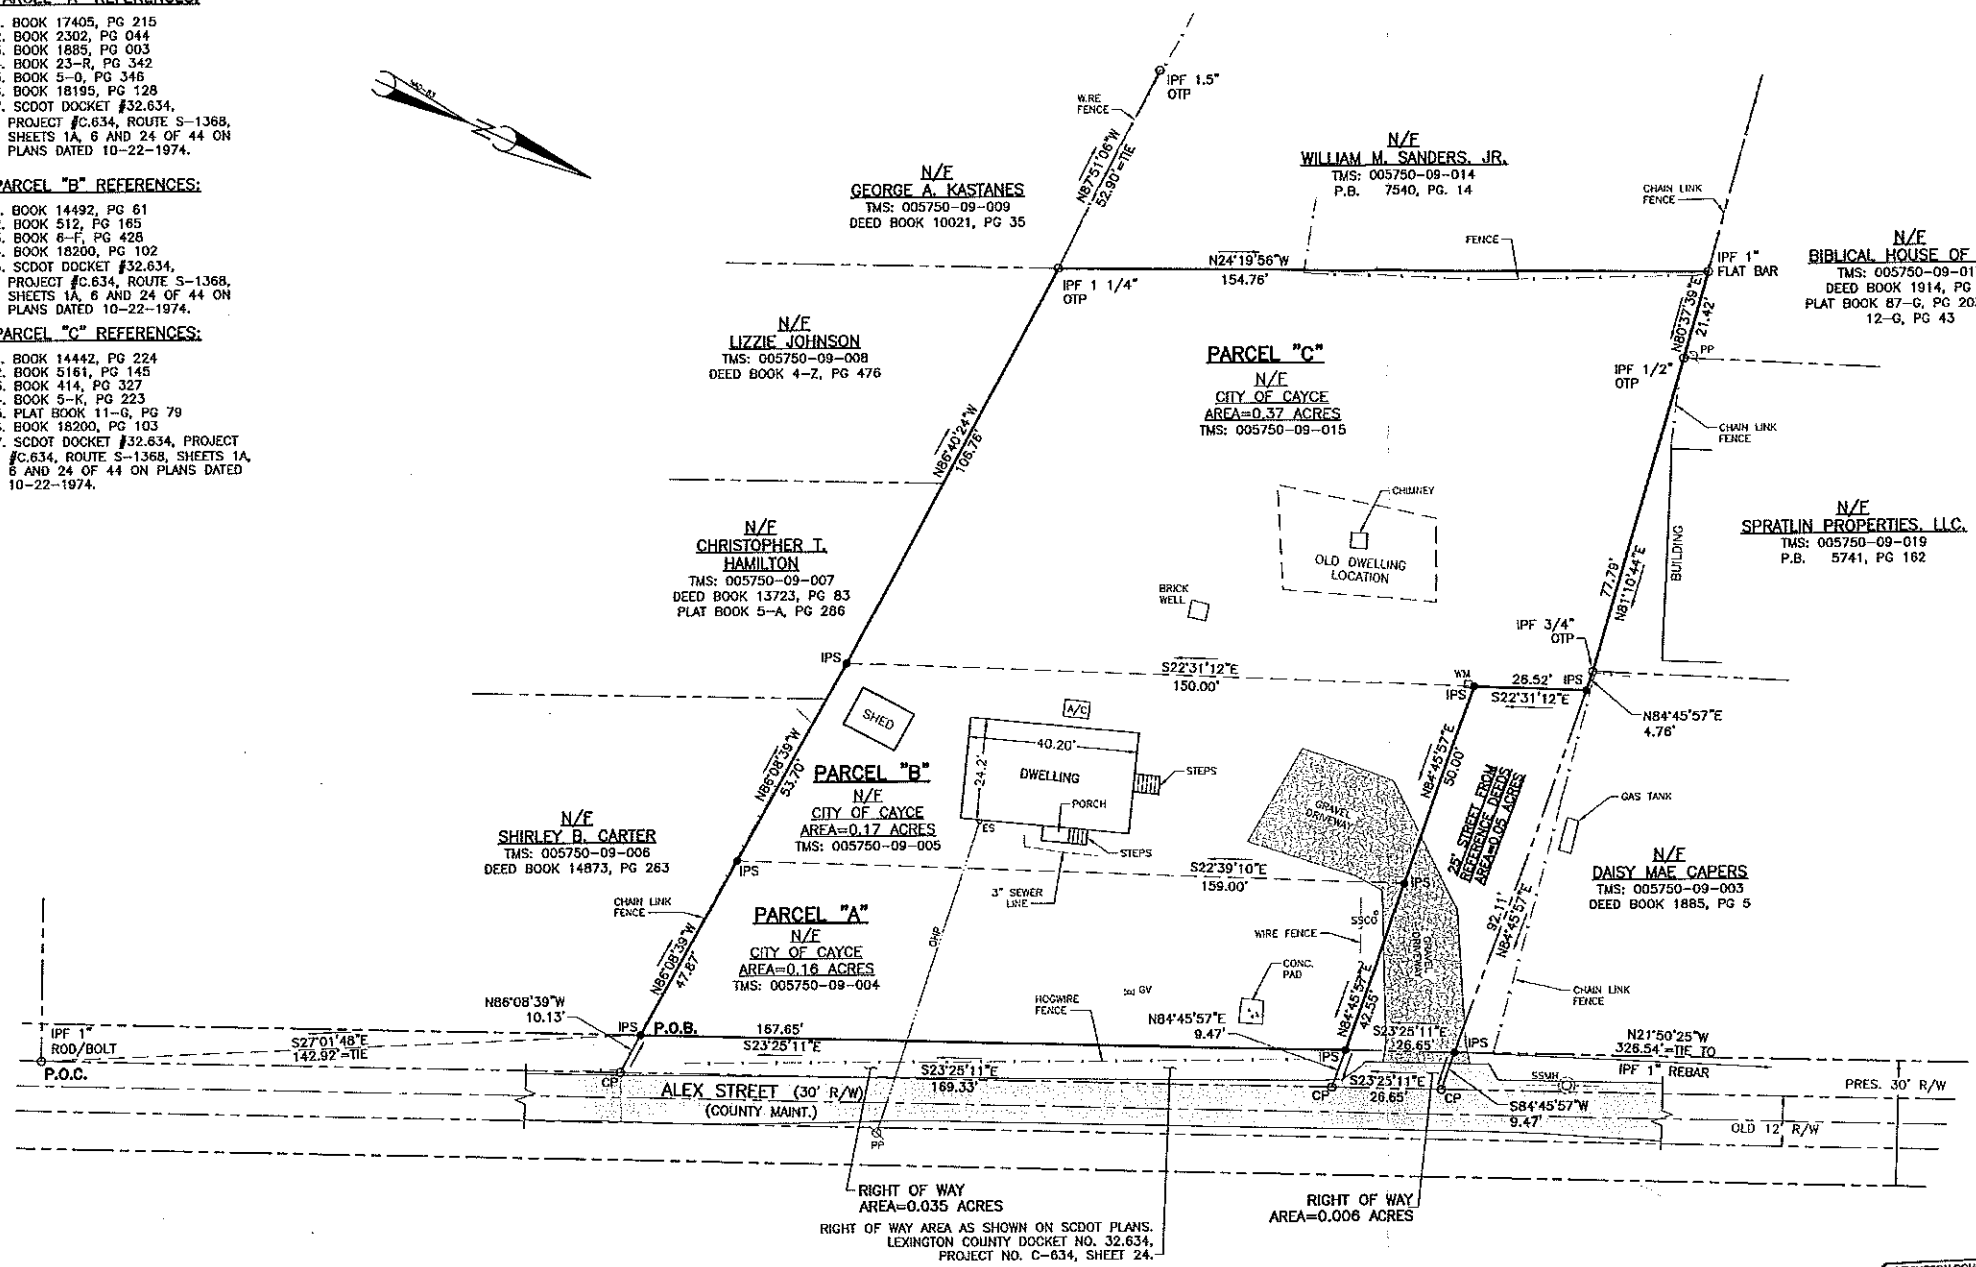 PARCEL "A" REFERENCES:
. BOOK 17405, PG 215
. BOOK 2302, PG 044
. BOOK 1885, PG 003
. BOOK 23-R, PG 342
. BOOK 5-O, PG 346
. BOOK 18195, PG 128
. SCDOT DOCKET #32.634,
PROJECT #C.634, ROUTE S-1368,
SHEETS 1A, 6 AND 24 OF 44 ON
PLANS DATED 10-22-1974.
PARCEL "B" REFERENCES:
. BOOK 14492, PG 61
. BOOK 512, PG 165
. BOOK 6-F, PG 428
. BOOK 18200, PG 102
. SCDOT DOCKET #32.634,
PROJECT #C.634, ROUTE S-1368,
SHEETS 1A, 6 AND 24 OF 44 ON
PLANS DATED 10-22-1974.
PARCEL "C" REFERENCES:
. BOOK 14442, PG 224
. BOOK 5161, PG 145
. BOOK 414, PG 327
. BOOK 5-K, PG 223
. PLAT BOOK 11-G, PG 79
. BOOK 18200, PG 103
. SCDOT DOCKET #32.634, PROJECT
#C.634, ROUTE S-1368, SHEETS 1A,
6 AND 24 OF 44 ON PLANS DATED
10-22-1974.
NAD-83
IPF 1.5"
OTP
WIRE
FENCE
N87°51'06"W
52.90'=TIE
N/F
GEORGE A. KASTANES
TMS: 005750-09-009
DEED BOOK 10021, PG 35
N/F
WILLIAM M. SANDERS, JR.
TMS: 005750-09-014
P.B. 7540, PG. 14
CHAIN LINK
FENCE
FENCE
N24°19'56"W
154.76'
IPF 1 1/4"
OTP
IPF 1"
FLAT BAR
N/F
BIBLICAL HOUSE OF
TMS: 005750-09-01
DEED BOOK 1914, PG
PLAT BOOK 87-G, PG 20
12-G, PG 43
N80°37'39"E
21.42'
PP
IPF 1/2"
OTP
N/F
LIZZIE JOHNSON
TMS: 005750-09-008
DEED BOOK 4-Z, PG 476
PARCEL "C"
N/F
CITY OF CAYCE
AREA=0.37 ACRES
TMS: 005750-09-015
CHAIN LINK
FENCE
N86°40'24"W
106.76'
CHIMNEY
OLD DWELLING
LOCATION
BRICK
WELL
BUILDING
N/F
SPRATLIN PROPERTIES, LLC.
TMS: 005750-09-019
P.B. 5741, PG 162
77.79'
N81°10'44"E
N/F
CHRISTOPHER T.
HAMILTON
TMS: 005750-09-007
DEED BOOK 13723, PG 83
PLAT BOOK 5-A, PG 286
IPF 3/4"
OTP
IPS
S22°31'12"E
150.00'
WM
IPS
26.52'
IPS
S22°31'12"E
N84°45'57"E
4.76'
SHED
A/C
40.20'
24.2'
DWELLING
STEPS
PORCH
STEPS
ES
3" SEWER
LINE
N86°08'39"W
53.70'
PARCEL "B"
N/F
CITY OF CAYCE
AREA=0.17 ACRES
TMS: 005750-09-005
GRAVEL
DRIVEWAY
N84°45'57"E
50.00'
25' STREET FROM
REFERENCE DEEDS
AREA=0.05 ACRES
GAS TANK
N/F
DAISY MAE CAPERS
TMS: 005750-09-003
DEED BOOK 1885, PG 5
N/F
SHIRLEY B. CARTER
TMS: 005750-09-006
DEED BOOK 14873, PG 263
IPS
S22°39'10"E
159.00'
IPS
92.11'
N84°45'57"E
CHAIN LINK
FENCE
PARCEL "A"
N/F
CITY OF CAYCE
AREA=0.16 ACRES
TMS: 005750-09-004
OHP
SSCO
WIRE FENCE
GRAVEL
DRIVEWAY
CONC.
PAD
GV
HOGWIRE
FENCE
CHAIN LINK
FENCE
N86°08'39"W
47.87'
N86°08'39"W
10.13'
N84°45'57"E
9.47'
N84°45'57"E
42.55'
IPF 1"
ROD/BOLT
P.O.C.
S27°01'48"E
142.92'=TIE
IPS
P.O.B.
167.65'
S23°25'11"E
IPS
S23°25'11"E
26.65'
IPS
N21°50'25"W
326.54'=TIE TO
IPF 1" REBAR
CP
S23°25'11"E
169.33'
CP
S23°25'11"E
26.65'
CP
SSMH
S84°45'57"W
9.47'
PRES. 30' R/W
OLD 12' R/W
ALEX STREET (30' R/W)
(COUNTY MAINT.)
PP
RIGHT OF WAY
AREA=0.035 ACRES
RIGHT OF WAY
AREA=0.006 ACRES
RIGHT OF WAY AREA AS SHOWN ON SCDOT PLANS.
LEXINGTON COUNTY DOCKET NO. 32.634,
PROJECT NO. C-634, SHEET 24.